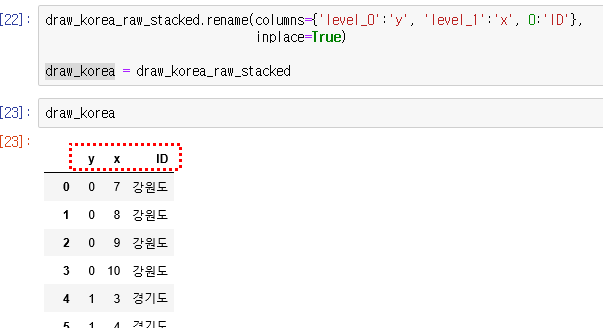 [22]: draw_korea_raw_stacked.rename(columns={'level_0':'y', 'level_1':'x', 0:'ID'},
inplace=True)
draw_korea = draw_korea_raw_stacked
[23]: draw_korea
[23]:
y x ID
0 0 7 강원도
1 0 8 강원도
2 0 9 강원도
3 0 10 강원도
4 1 3 경기도
5 1 4 경기도